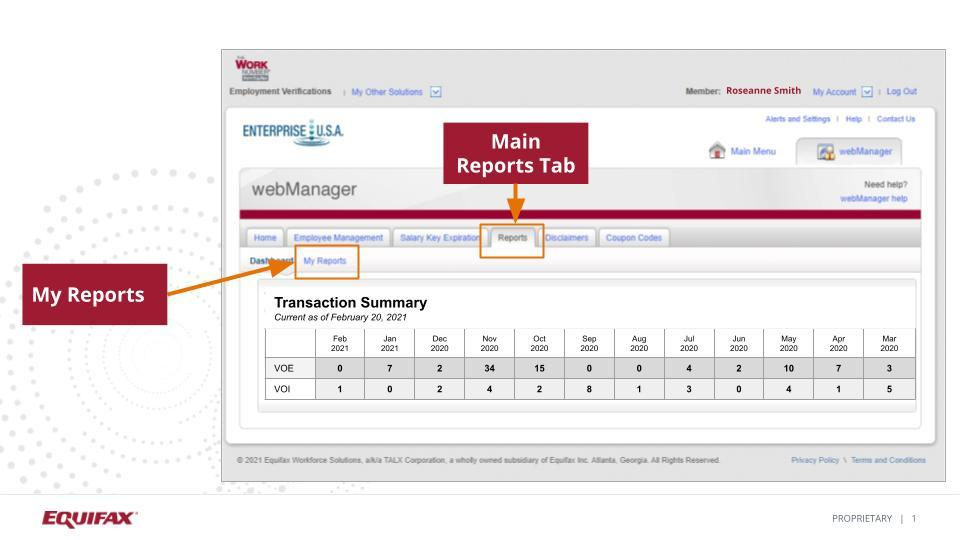 THE
WORK
NUMBER
Employment Verifications | My Other Solutions
Member: Roseanne Smith My Account | Log Out
Alerts and Settings | Help | Contact Us
ENTERPRISE U.S.A.
Main
Reports Tab
Main Menu
webManager
webManager
Need help?
webManager help
Home
Employee Management
Salary Key Expiration
Reports
Disclaimers
Coupon Codes
Dashboard
My Reports
My Reports
Transaction Summary
Current as of February 20, 2021
Feb 2021 Jan 2021 Dec 2020 Nov 2020 Oct 2020 Sep 2020 Aug 2020 Jul 2020 Jun 2020 May 2020 Apr 2020 Mar 2020
VOE 0 7 2 34 15 0 0 4 2 10 7 3
VOI 1 0 2 4 2 8 1 3 0 4 1 5
© 2021 Equifax Workforce Solutions, a/k/a TALX Corporation, a wholly owned subsidiary of Equifax Inc. Atlanta, Georgia. All Rights Reserved.
Privacy Policy \ Terms and Conditions
EQUIFAX
PROPRIETARY | 1